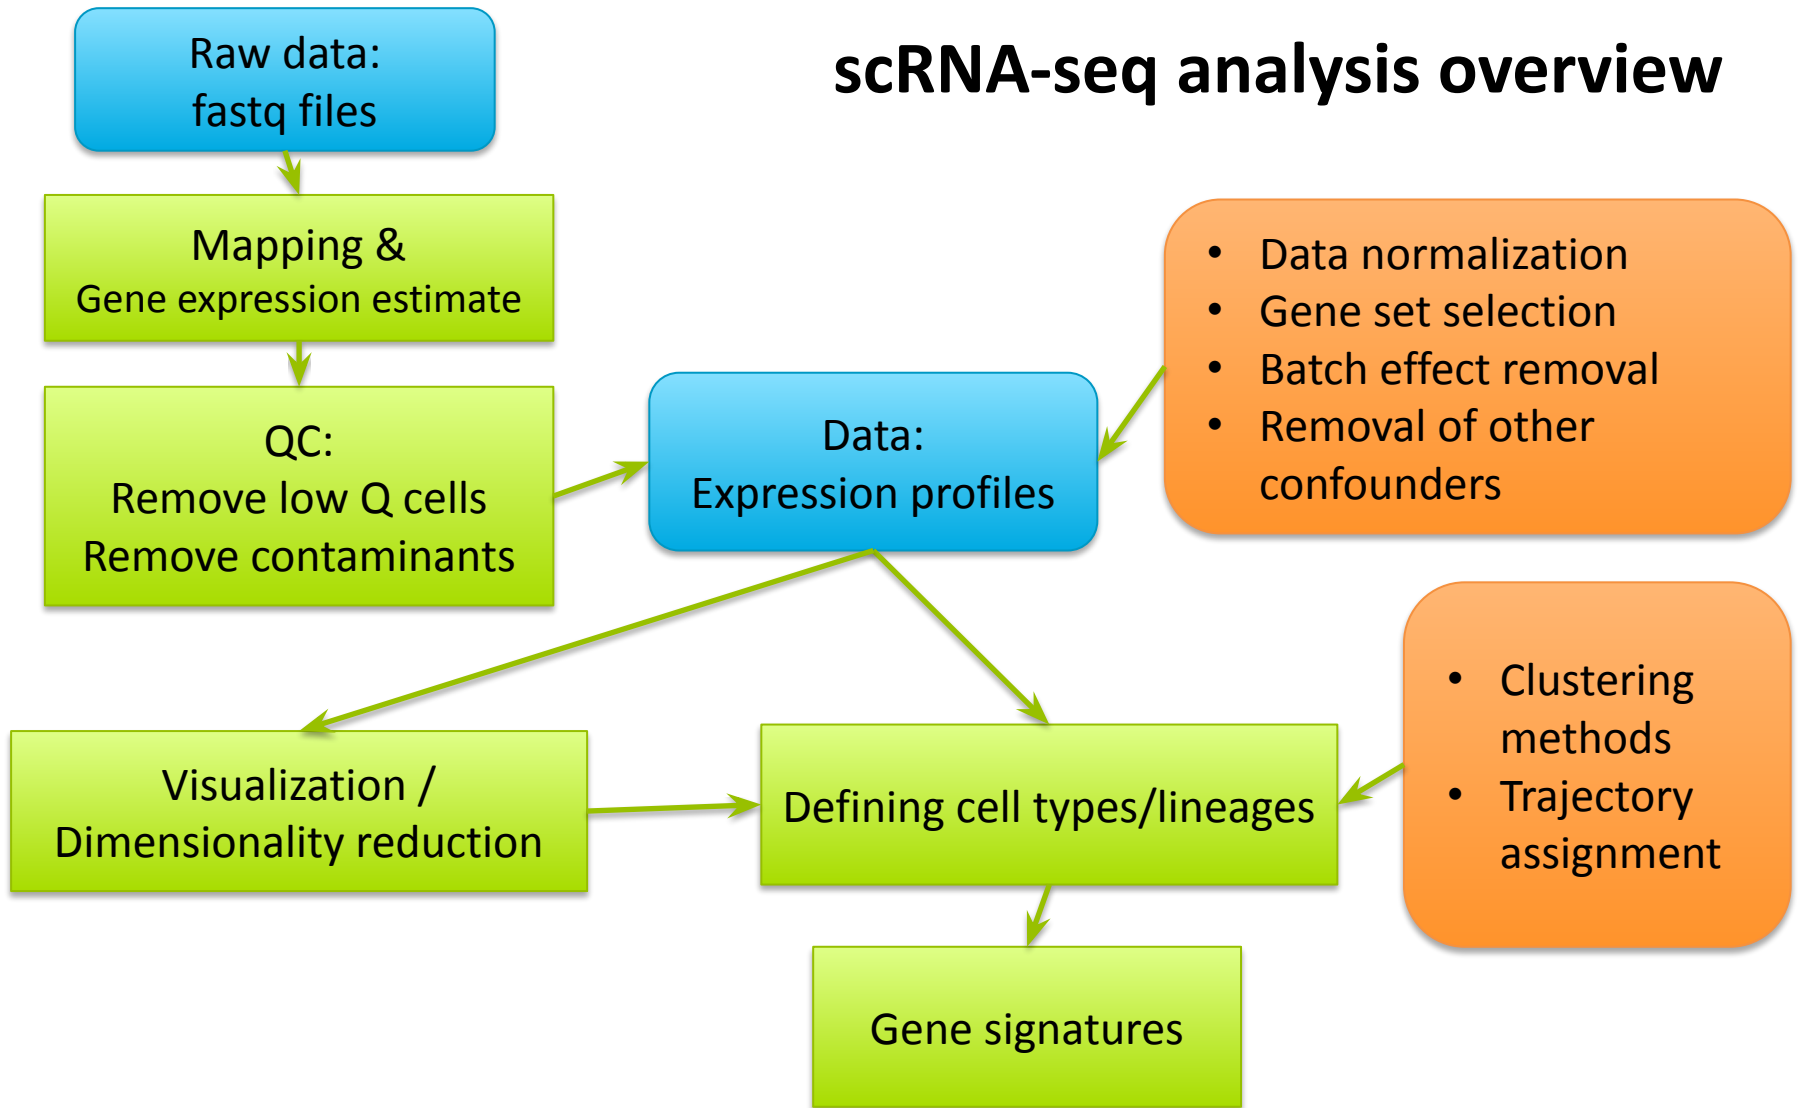 scRNA-seq analysis overview
Raw data:
fastq files
Mapping &
Gene expression estimate
QC:
Remove low Q cells
Remove contaminants
Data:
Expression profiles
• Data normalization
• Gene set selection
• Batch effect removal
• Removal of other
confounders
Visualization /
Dimensionality reduction
Defining cell types/lineages
• Clustering
methods
• Trajectory
assignment
Gene signatures